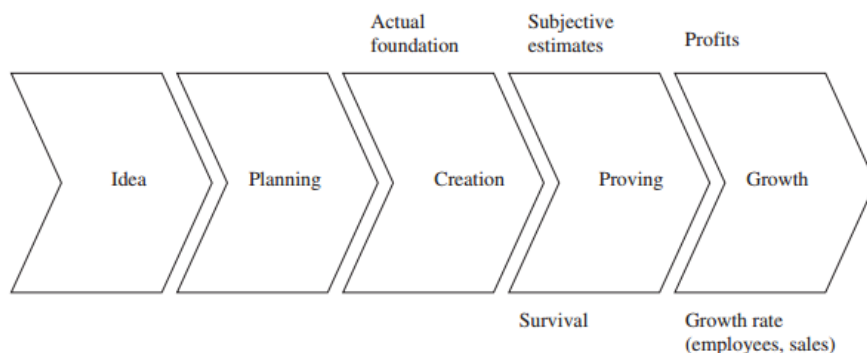 Actual
foundation
Subjective
estimates
Profits
Idea
Planning
Creation
Proving
Growth
Survival
Growth rate
(employees, sales)